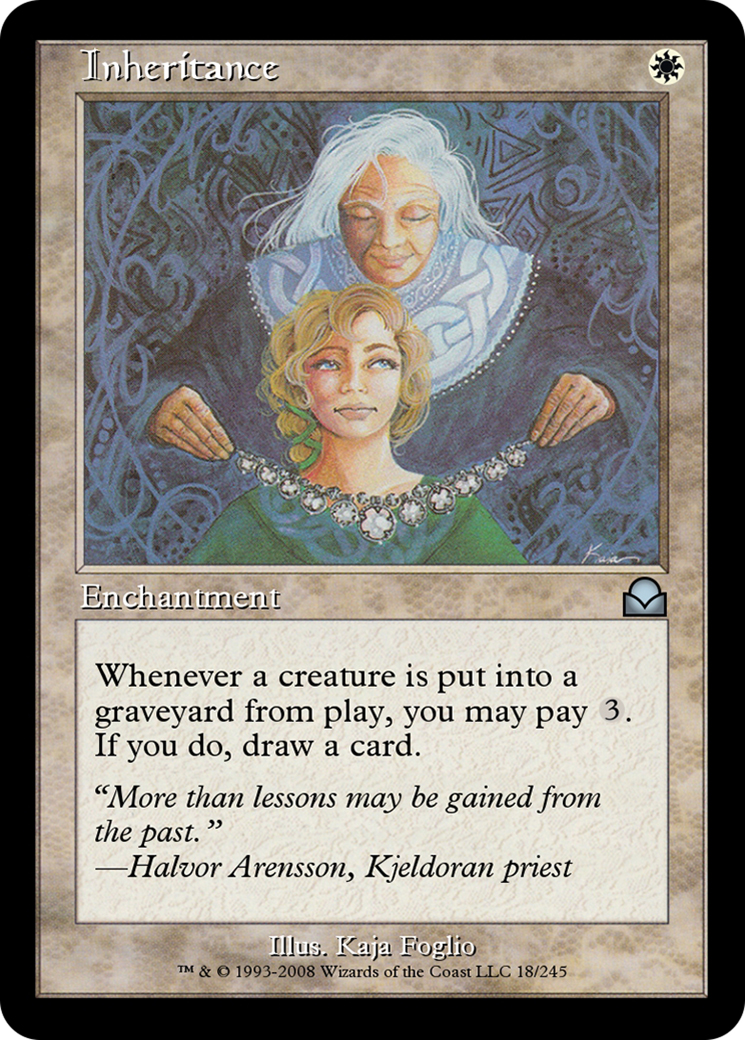 Inheritance
Kaja
Enchantment
Whenever a creature is put into a
graveyard from play, you may pay 3.
If you do, draw a card.
“More than lessons may be gained from
the past.”
—Halvor Arensson, Kjeldoran priest
Illus. Kaja Foglio
™ & © 1993-2008 Wizards of the Coast LLC 18/245